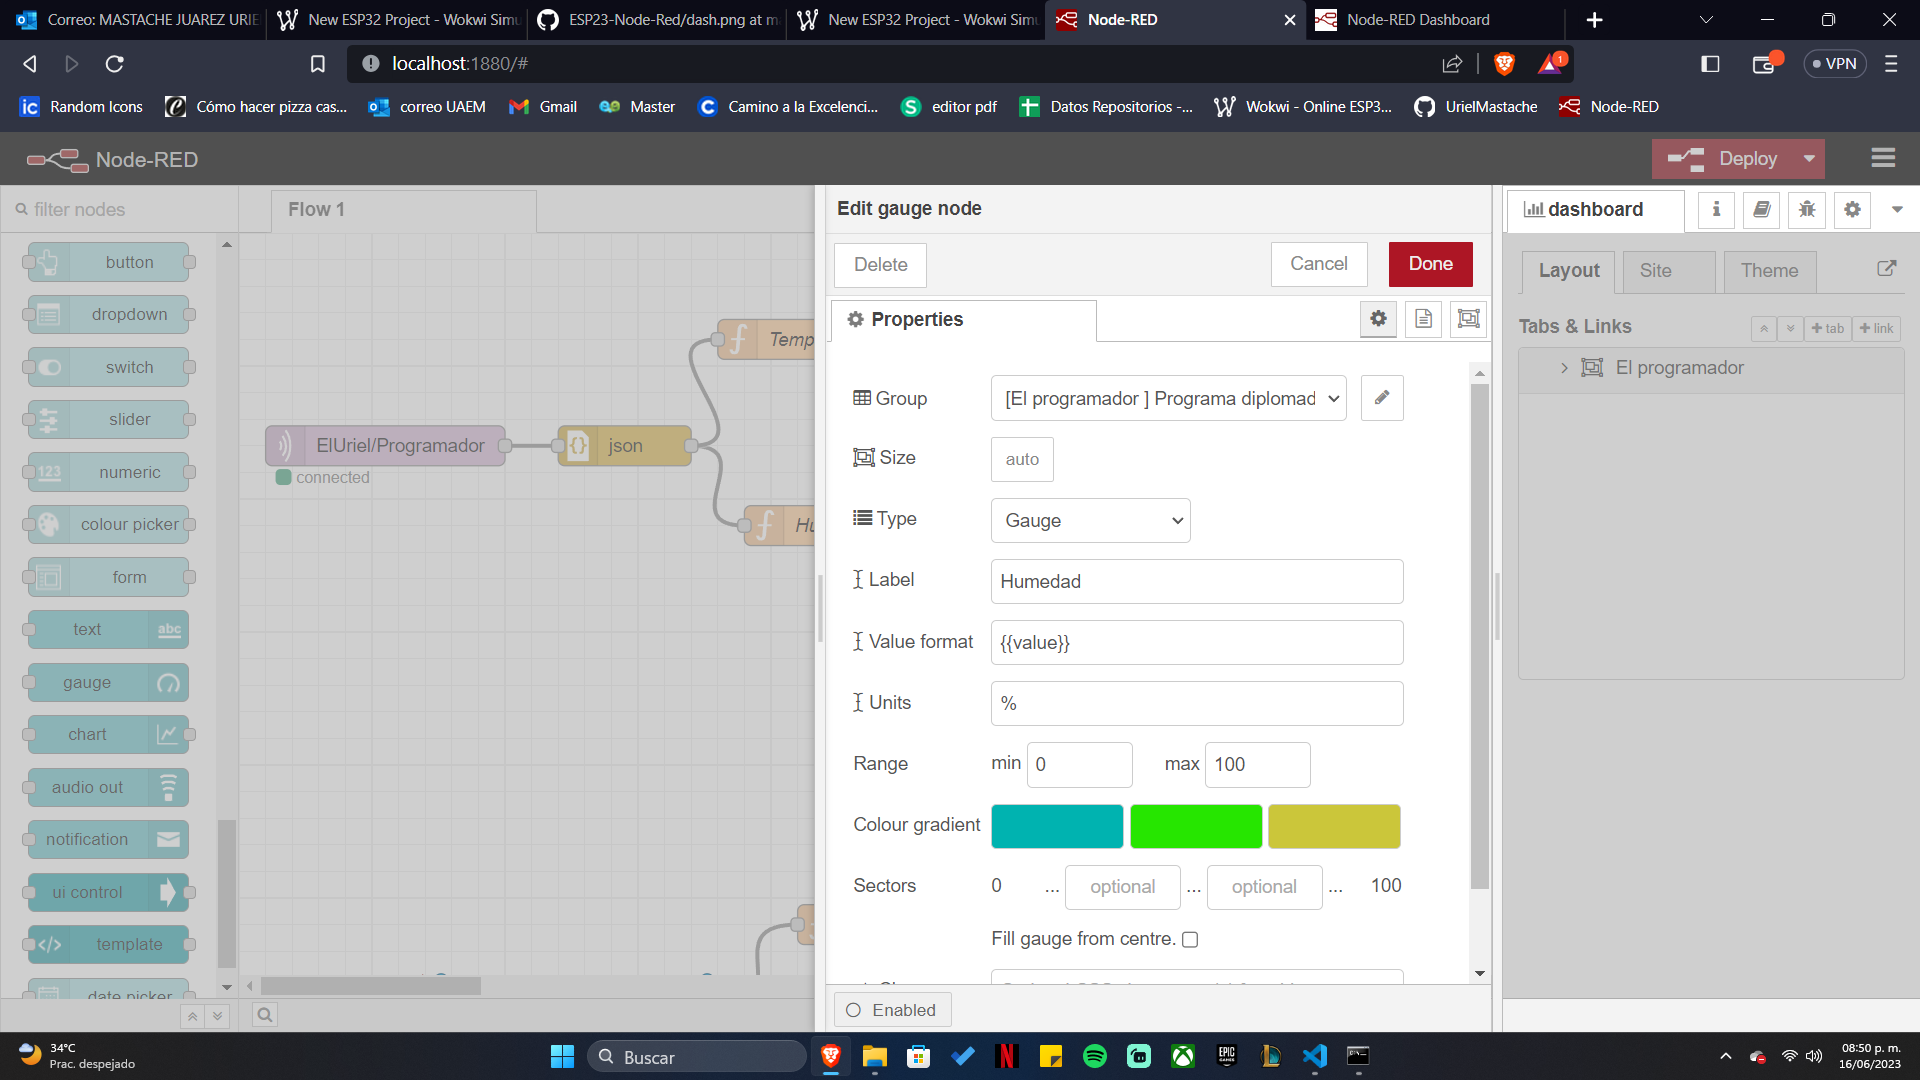 Correo: MASTACHE JUAREZ URIE
New ESP32 Project - Wokwi Simu
ESP23-Node-Red/dash.png at m
New ESP32 Project - Wokwi Simu
Node-RED
Node-RED Dashboard
localhost:1880/#
1
VPN
Random Icons
Cómo hacer pizza cas...
correo UAEM
Gmail
Master
Camino a la Excelenci...
editor pdf
Datos Repositorios -...
Wokwi - Online ESP3...
UrielMastache
Node-RED
Node-RED
Deploy
filter nodes
button
dropdown
switch
slider
123 numeric
colour picker
form
text abc
gauge
chart
audio out
notification
ui control
template
date picker
Flow 1
ElUriel/Programador
connected
json
Temp
Hu
Edit gauge node
Delete
Cancel
Done
Properties
Group
[El programador ] Programa diplomad
Size
auto
Type
Gauge
Label
Humedad
Value format
{{value}}
Units
%
Range
min 0
max 100
Colour gradient
Sectors
0 ... optional ... optional ... 100
Fill gauge from centre.
Enabled
dashboard
Layout
Site
Theme
Tabs & Links
+ tab
+ link
El programador
34°C
Prac. despejado
Buscar
EPIC
GAMES
08:50 p. m.
16/06/2023